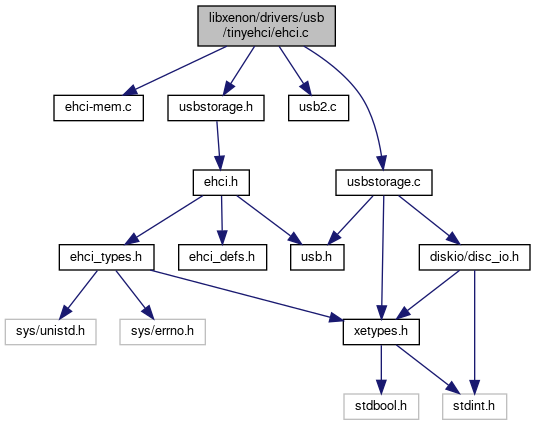 libxenon/drivers/usb
/tinyehci/ehci.c
ehci-mem.c
usbstorage.h
usb2.c
ehci.h
usbstorage.c
ehci_types.h
ehci_defs.h
usb.h
diskio/disc_io.h
sys/unistd.h
sys/errno.h
xetypes.h
stdbool.h
stdint.h